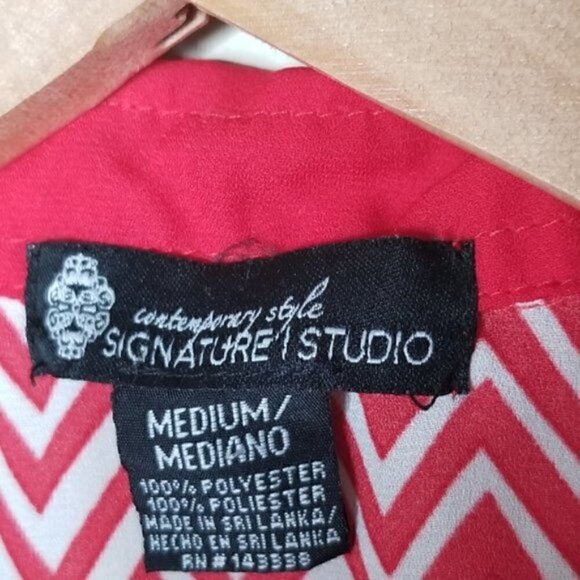 contemporary style
SIGNATURE STUDIO
MEDIUM/
MEDIANO
100% POLYESTER
100% POLIESTER
MADE IN SRI LANKA/
HECHO EN SRI LANKA
RN# 143338